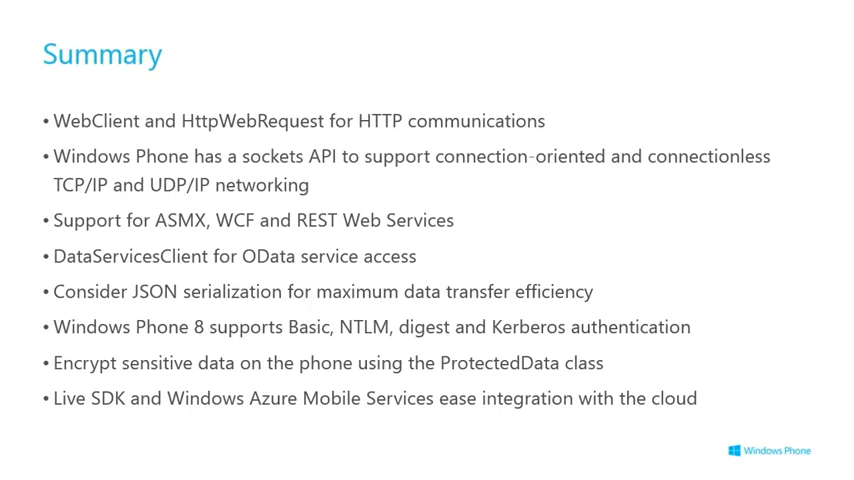 Summary
• WebClient and HttpWebRequest for HTTP communications
• Windows Phone has a sockets API to support connection-oriented and connectionless
TCP/IP and UDP/IP networking
• Support for ASMX, WCF and REST Web Services
• DataServicesClient for OData service access
• Consider JSON serialization for maximum data transfer efficiency
• Windows Phone 8 supports Basic, NTLM, digest and Kerberos authentication
• Encrypt sensitive data on the phone using the ProtectedData class
• Live SDK and Windows Azure Mobile Services ease integration with the cloud
Windows Phone